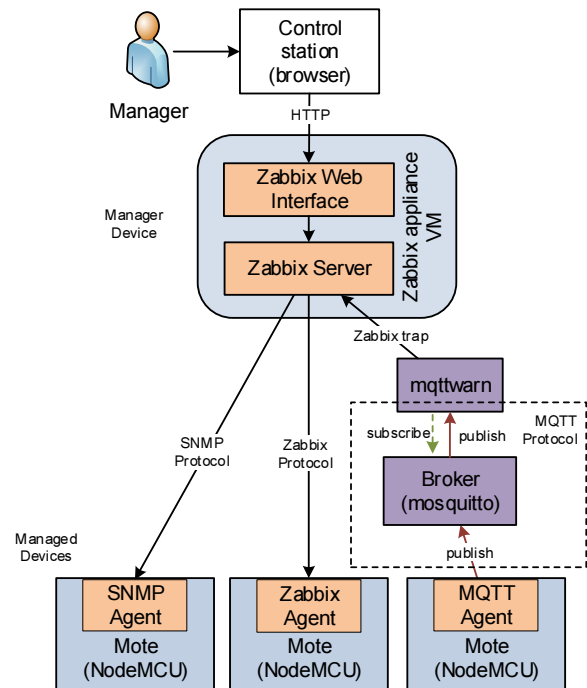 Control
station
(browser)
Manager
HTTP
Zabbix Web
Interface
Manager
Device
Zabbix Server
Zabbix appliance
VM
Zabbix trap
mqttwarn
MQTT
Protocol
subscribe
publish
SNMP
Protocol
Zabbix
Protocol
Broker
(mosquitto)
Managed
Devices
publish
SNMP
Agent
Mote
(NodeMCU)
Zabbix
Agent
Mote
(NodeMCU)
MQTT
Agent
Mote
(NodeMCU)